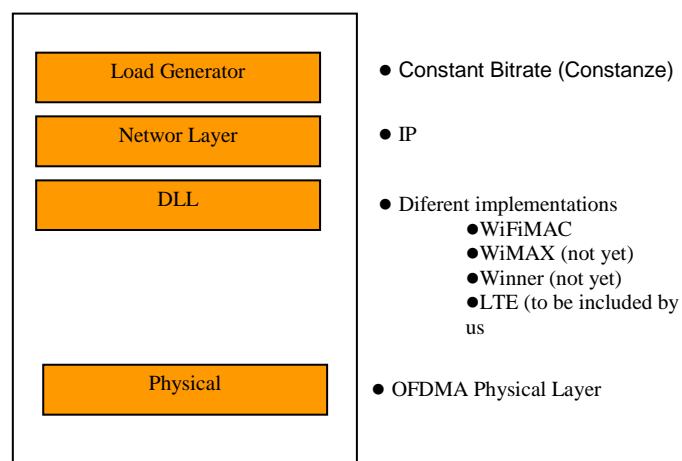 Load Generator
● Constant Bitrate (Constanze)
Networ Layer
● IP
DLL
● Diferent implementations
●WiFiMAC
●WiMAX (not yet)
●Winner (not yet)
●LTE (to be included by
us
Physical
● OFDMA Physical Layer